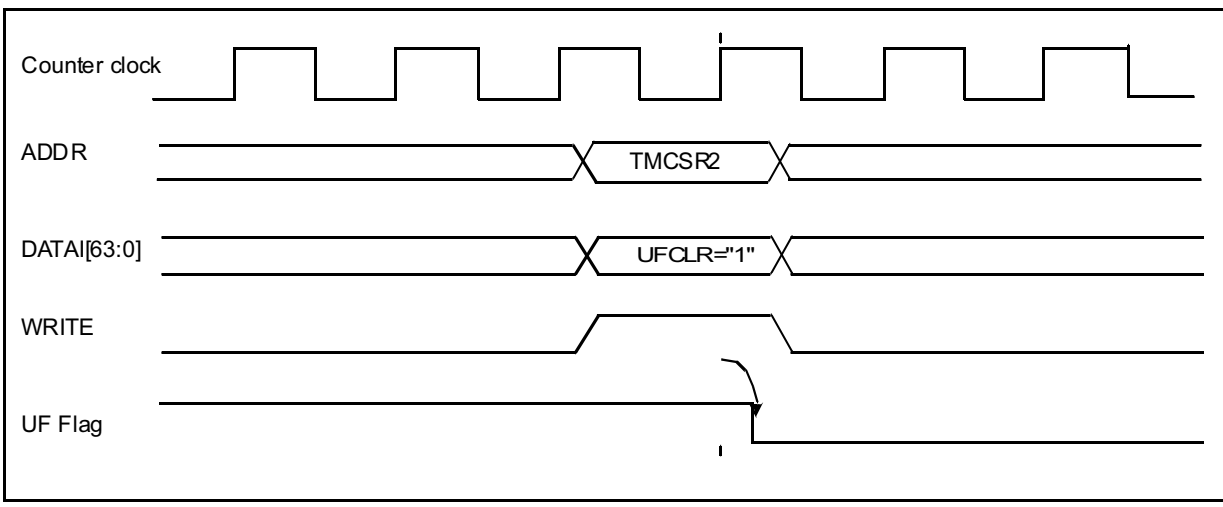 Counter clock
ADDR
TMCSR2
DATAI[63:0]
UFCLR="1"
WRITE
UF Flag